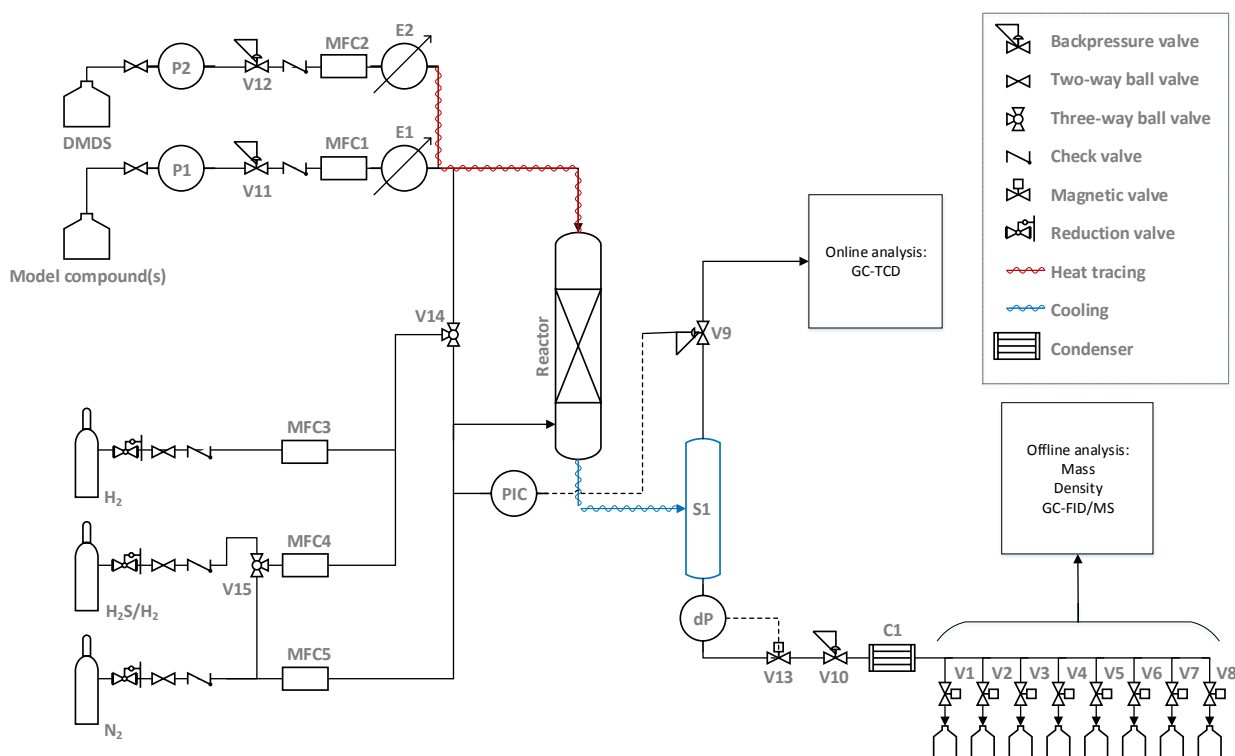 E2
MFC2
P2
V12
DMDS
E1
MFC1
P1
V11
Model compound(s)
V14
Reactor
MFC3
H₂
MFC4
V15
H₂S/H₂
MFC5
N₂
PIC
V9
S1
dP
V13
V10
C1
V1
V2
V3
V4
V5
V6
V7
V8
Online analysis:
GC-TCD
Offline analysis:
Mass
Density
GC-FID/MS
Backpressure valve
Two-way ball valve
Three-way ball valve
Check valve
Magnetic valve
Reduction valve
Heat tracing
Cooling
Condenser